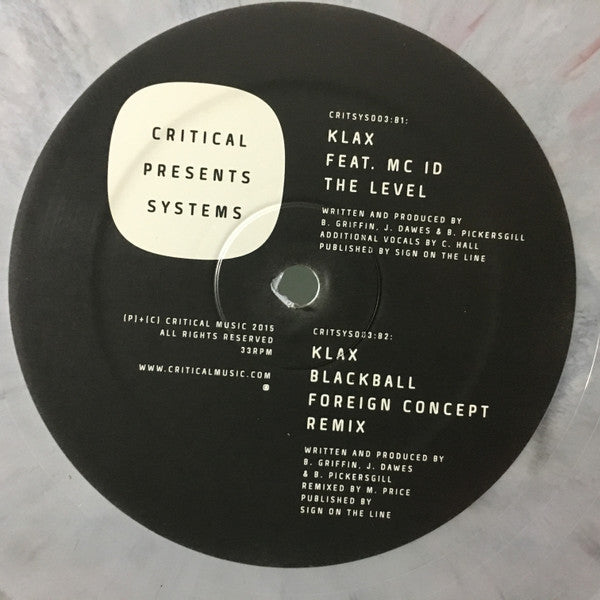 CRITICAL
PRESENTS
SYSTEMS
CRITSYS003:B1:
KLAX
FEAT. MC ID
THE LEVEL
WRITTEN AND PRODUCED BY
B. GRIFFIN, J. DAWES & B. PICKERSGILL
ADDITIONAL VOCALS BY C. HALL
PUBLISHED BY SIGN ON THE LINE
(P)+(C) CRITICAL MUSIC 2015
ALL RIGHTS RESERVED
33RPM
WWW.CRITICALMUSIC.COM
CRITSYS003:B2:
KLAX
BLACKBALL
FOREIGN CONCEPT
REMIX
WRITTEN AND PRODUCED BY
B. GRIFFIN, J. DAWES
& B. PICKERSGILL
REMIXED BY M. PRICE
PUBLISHED BY
SIGN ON THE LINE